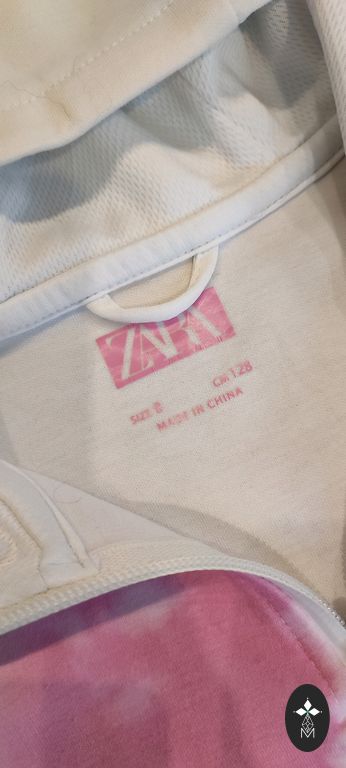 ZARA
SIZE 8
CM 128
MADE IN CHINA
M